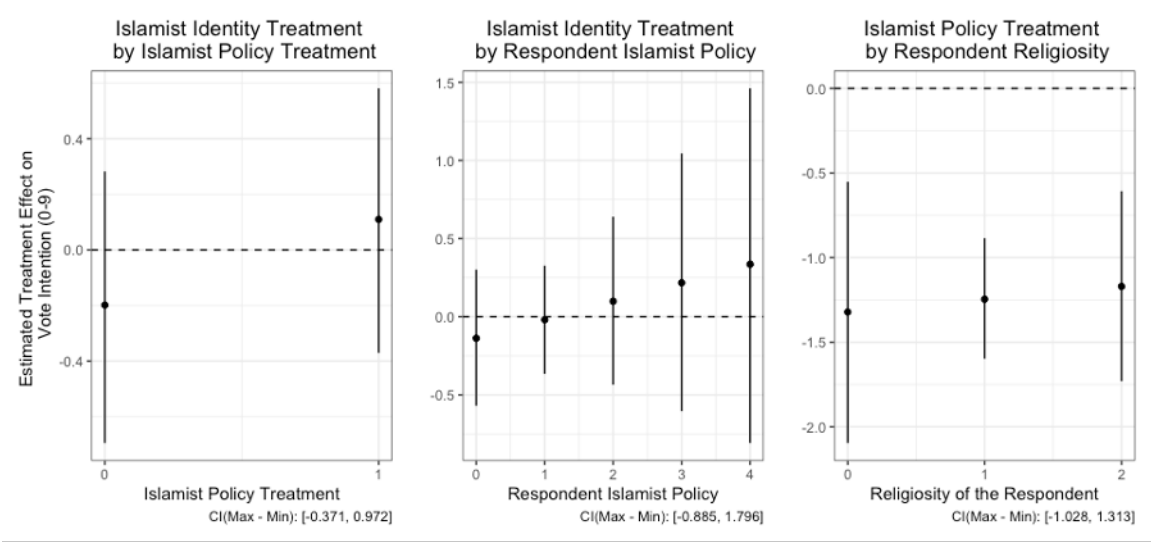 Islamist Identity Treatment
by Islamist Policy Treatment
Estimated Treatment Effect on
Vote Intention (0-9)
0.4
0.0
-0.4
0
1
Islamist Policy Treatment
CI(Max - Min): [-0.371, 0.972]
Islamist Identity Treatment
by Respondent Islamist Policy
1.5
1.0
0.5
0.0
-0.5
0
1
2
3
4
Respondent Islamist Policy
CI(Max - Min): [-0.885, 1.796]
Islamist Policy Treatment
by Respondent Religiosity
0.0
-0.5
-1.0
-1.5
-2.0
0
1
2
Religiosity of the Respondent
CI(Max - Min): [-1.028, 1.313]